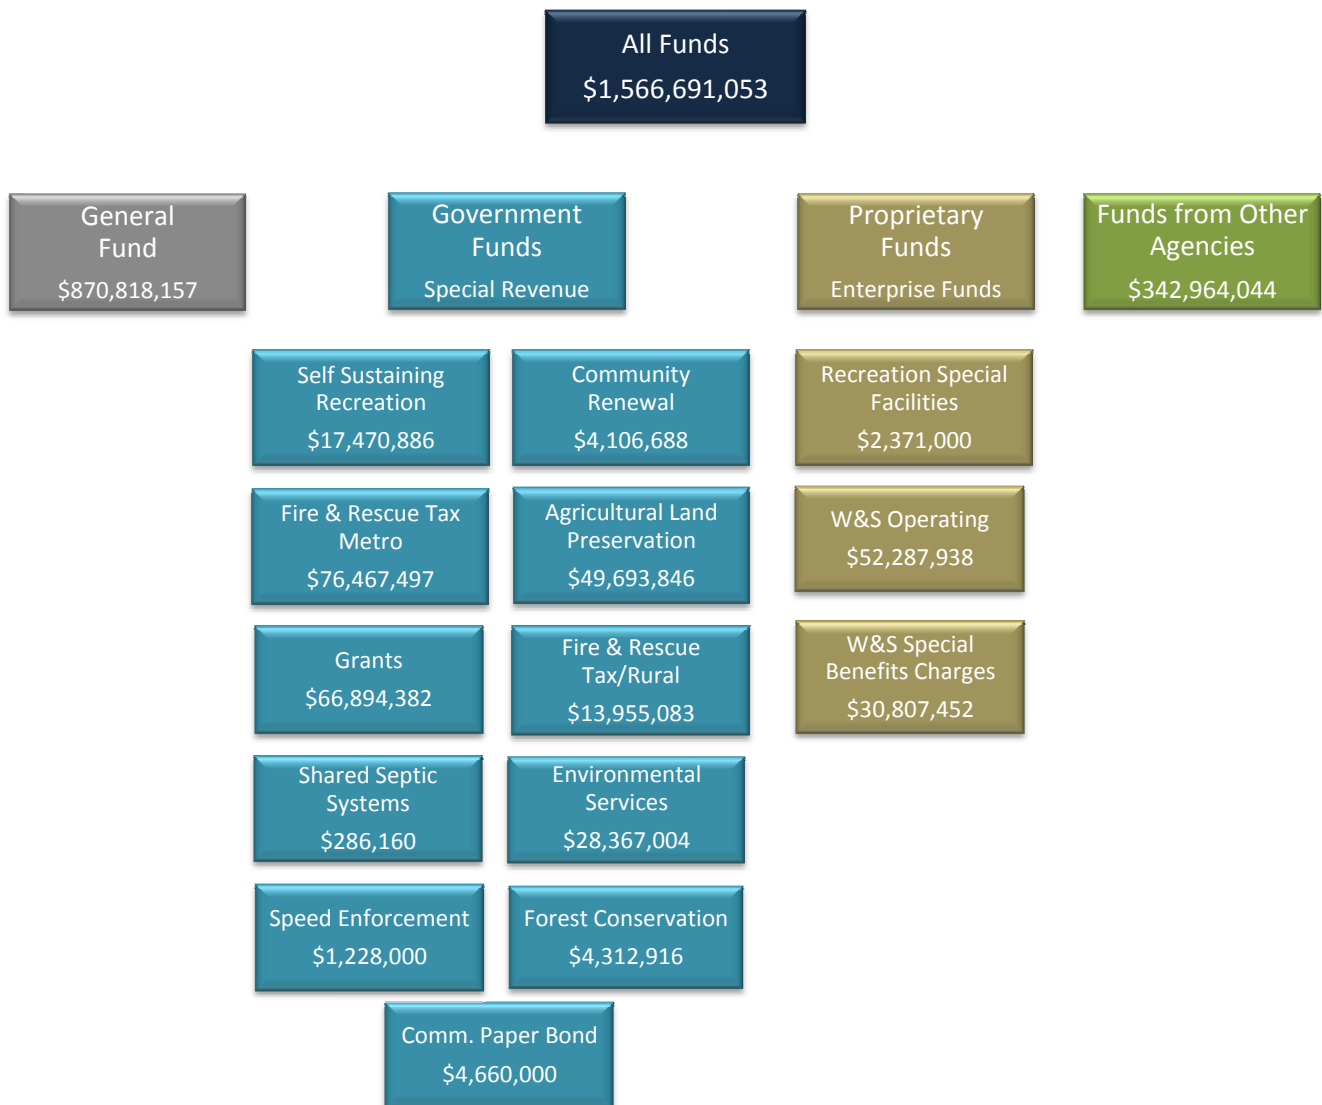 All Funds
$1,566,691,053
General
Fund
$870,818,157
Government
Funds
Special Revenue
Proprietary
Funds
Enterprise Funds
Funds from Other
Agencies
$342,964,044
Self Sustaining
Recreation
$17,470,886
Community
Renewal
$4,106,688
Recreation Special
Facilities
$2,371,000
Fire & Rescue Tax
Metro
$76,467,497
Agricultural Land
Preservation
$49,693,846
W&S Operating
$52,287,938
Grants
$66,894,382
Fire & Rescue
Tax/Rural
$13,955,083
W&S Special
Benefits Charges
$30,807,452
Shared Septic
Systems
$286,160
Environmental
Services
$28,367,004
Speed Enforcement
$1,228,000
Forest Conservation
$4,312,916
Comm. Paper Bond
$4,660,000